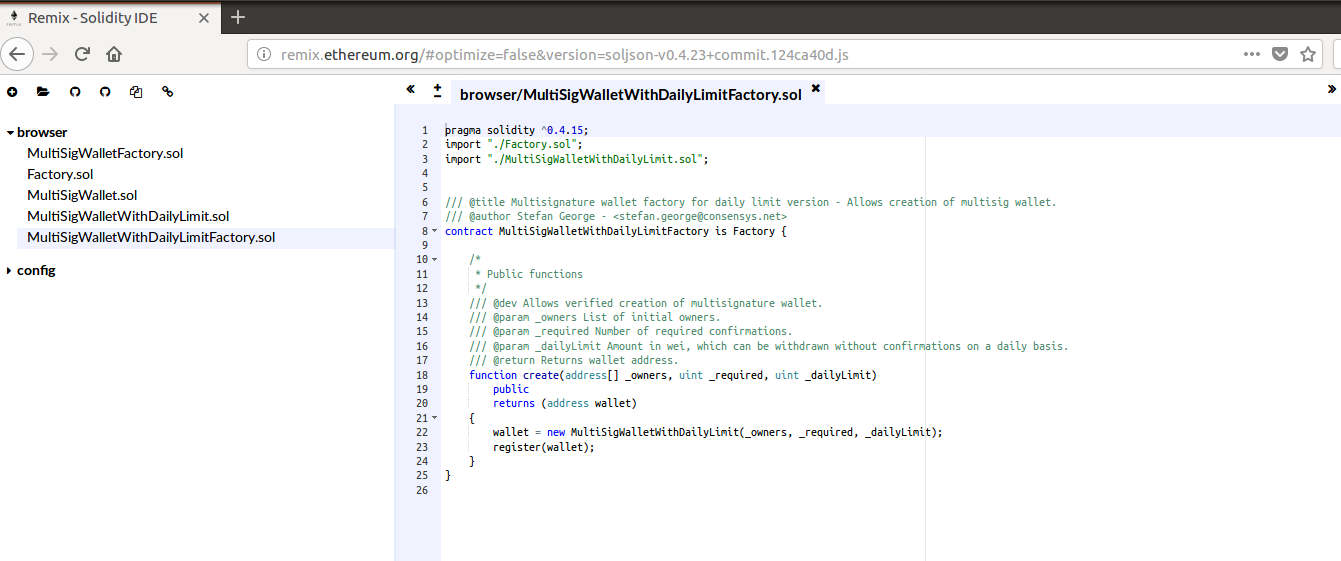 Remix - Solidity IDE
remix.ethereum.org/#optimize=false&version=soljson-v0.4.23+commit.124ca40d.js
browser
MultiSigWalletFactory.sol
Factory.sol
MultiSigWallet.sol
MultiSigWalletWithDailyLimit.sol
MultiSigWalletWithDailyLimitFactory.sol
config
browser/MultiSigWalletWithDailyLimitFactory.sol
1 pragma solidity ^0.4.15;
2 import "./Factory.sol";
3 import "./MultiSigWalletWithDailyLimit.sol";
4
5
6 /// @title Multisignature wallet factory for daily limit version - Allows creation of multisig wallet.
7 /// @author Stefan George - <stefan.george@consensys.net>
8 contract MultiSigWalletWithDailyLimitFactory is Factory {
9
10 /*
11 * Public functions
12 */
13 /// @dev Allows verified creation of multisignature wallet.
14 /// @param _owners List of initial owners.
15 /// @param _required Number of required confirmations.
16 /// @param _dailyLimit Amount in wei, which can be withdrawn without confirmations on a daily basis.
17 /// @return Returns wallet address.
18 function create(address[] _owners, uint _required, uint _dailyLimit)
19 public
20 returns (address wallet)
21 {
22 wallet = new MultiSigWalletWithDailyLimit(_owners, _required, _dailyLimit);
23 register(wallet);
24 }
25 }
26